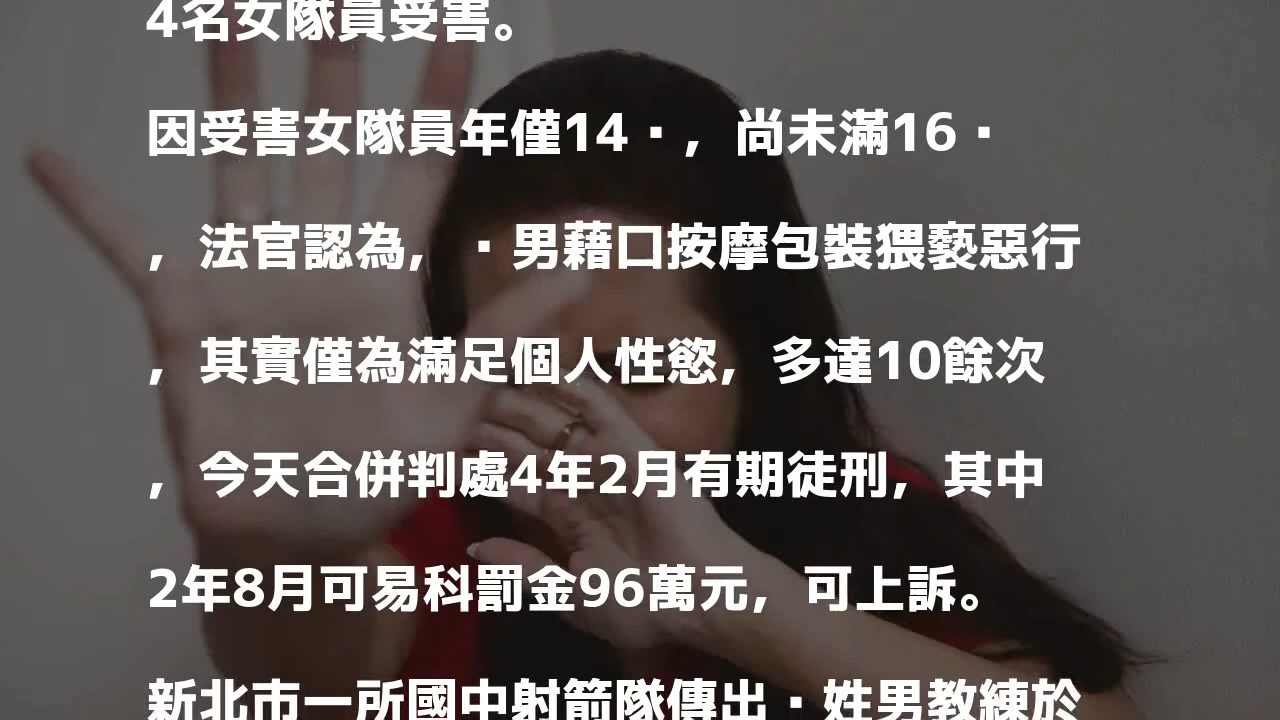 4名女隊員受害。
因受害女隊員年僅14▪，尚未滿16▪
，法官認為，▪男藉口按摩包裝猥褻惡行
，其實僅為滿足個人性慾，多達10餘次
，今天合併判處4年2月有期徒刑，其中
2年8月可易科罰金96萬元，可上訴。
新北市一所國中射箭隊傳出▪姓男教練於